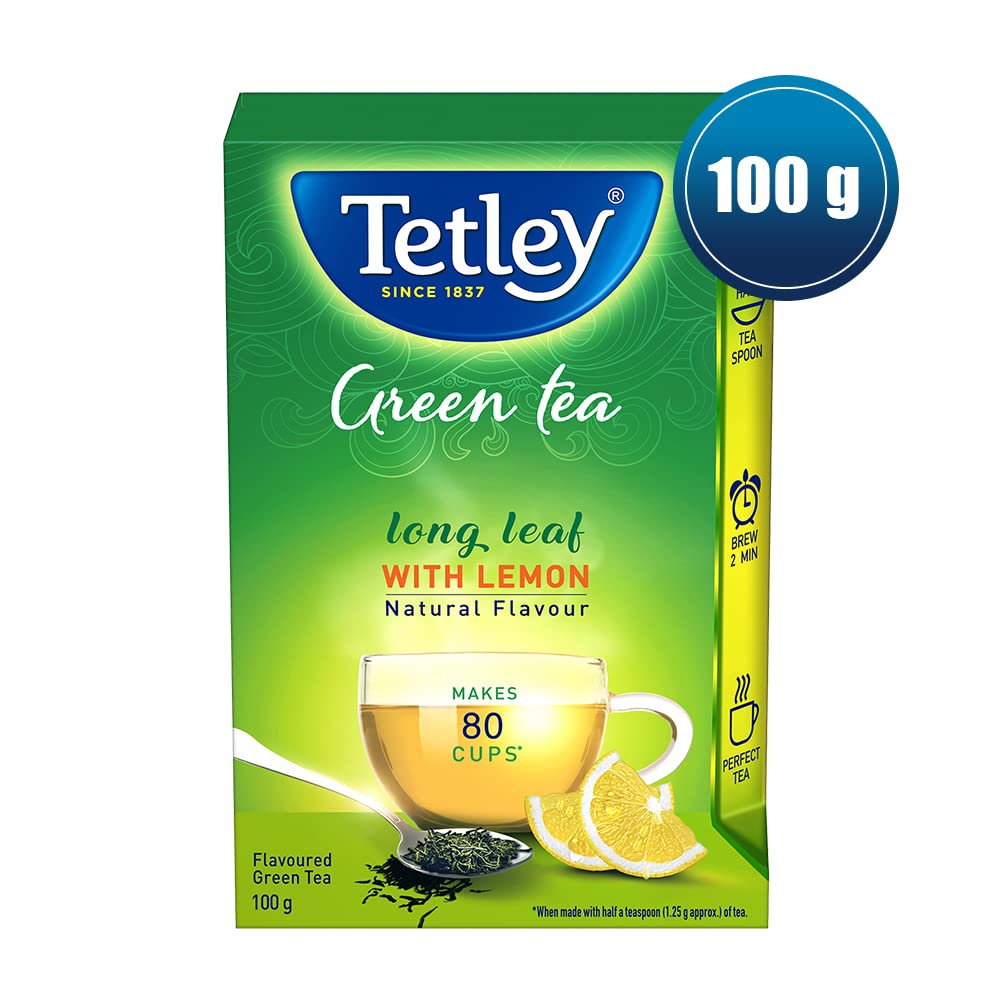 100 g
Tetley®
SINCE 1837
Green tea
long leaf
WITH LEMON
Natural Flavour
MAKES
80
CUPS*
Flavoured
Green Tea
100 g
*When made with half a teaspoon (1.25 g approx.) of tea.
TEA
SPOON
BREW
2 MIN
PERFECT
TEA